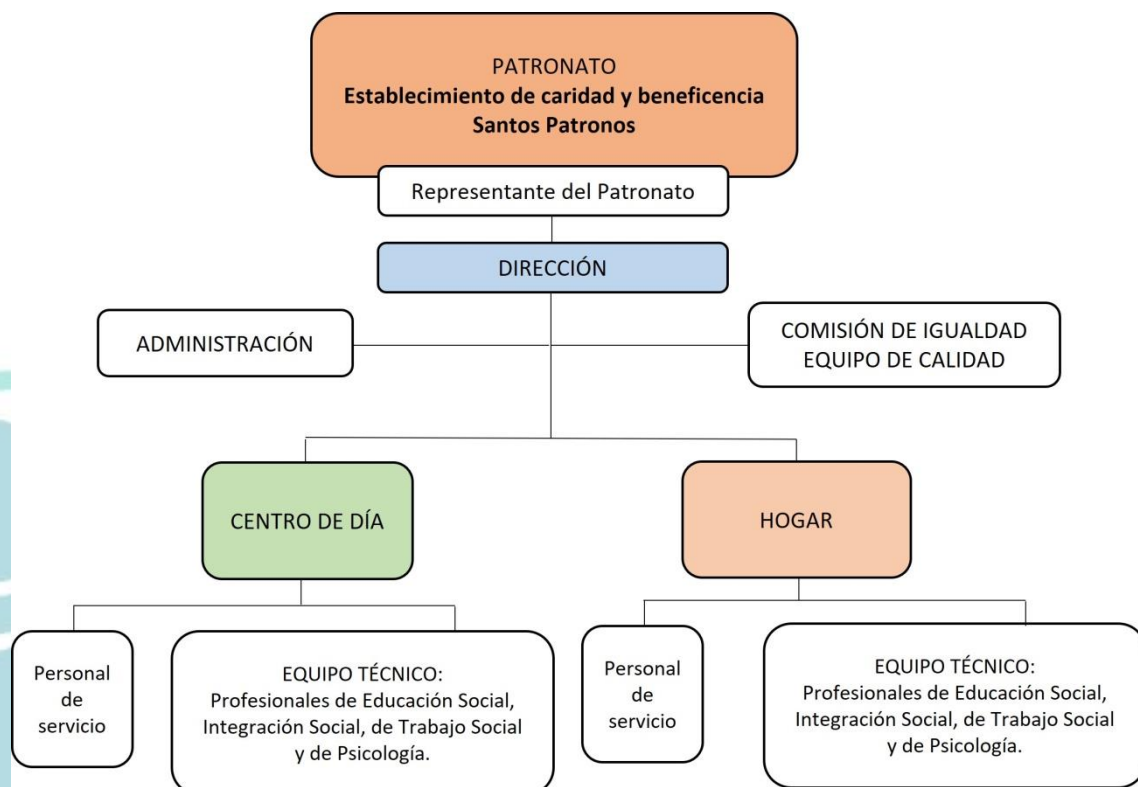 PATRONATO
Establecimiento de caridad y beneficencia
Santos Patronos
Representante del Patronato
DIRECCIÓN
ADMINISTRACIÓN
COMISIÓN DE IGUALDAD
EQUIPO DE CALIDAD
CENTRO DE DÍA
HOGAR
Personal
de
servicio
EQUIPO TÉCNICO:
Profesionales de Educación Social,
Integración Social, de Trabajo Social
y de Psicología.
Personal
de
servicio
EQUIPO TÉCNICO:
Profesionales de Educación Social,
Integración Social, de Trabajo Social
y de Psicología.